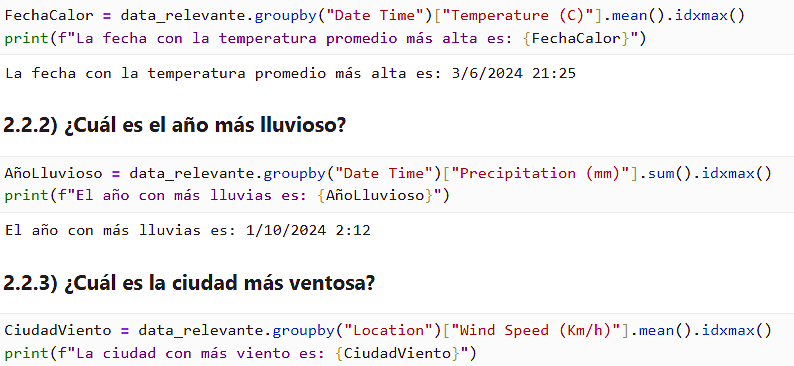 FechaCalor = data_relevante.groupby("Date Time")["Temperature (C)"].mean().idxmax()
print(f"La fecha con la temperatura promedio más alta es: {FechaCalor}")
La fecha con la temperatura promedio más alta es: 3/6/2024 21:25
2.2.2) ¿Cuál es el año más lluvioso?
AñoLluvioso = data_relevante.groupby("Date Time")["Precipitation (mm)"].sum().idxmax()
print(f"El año con más lluvias es: {AñoLluvioso}")
El año con más lluvias es: 1/10/2024 2:12
2.2.3) ¿Cuál es la ciudad más ventosa?
CiudadViento = data_relevante.groupby("Location")["Wind Speed (Km/h)"].mean().idxmax()
print(f"La ciudad con más viento es: {CiudadViento}")